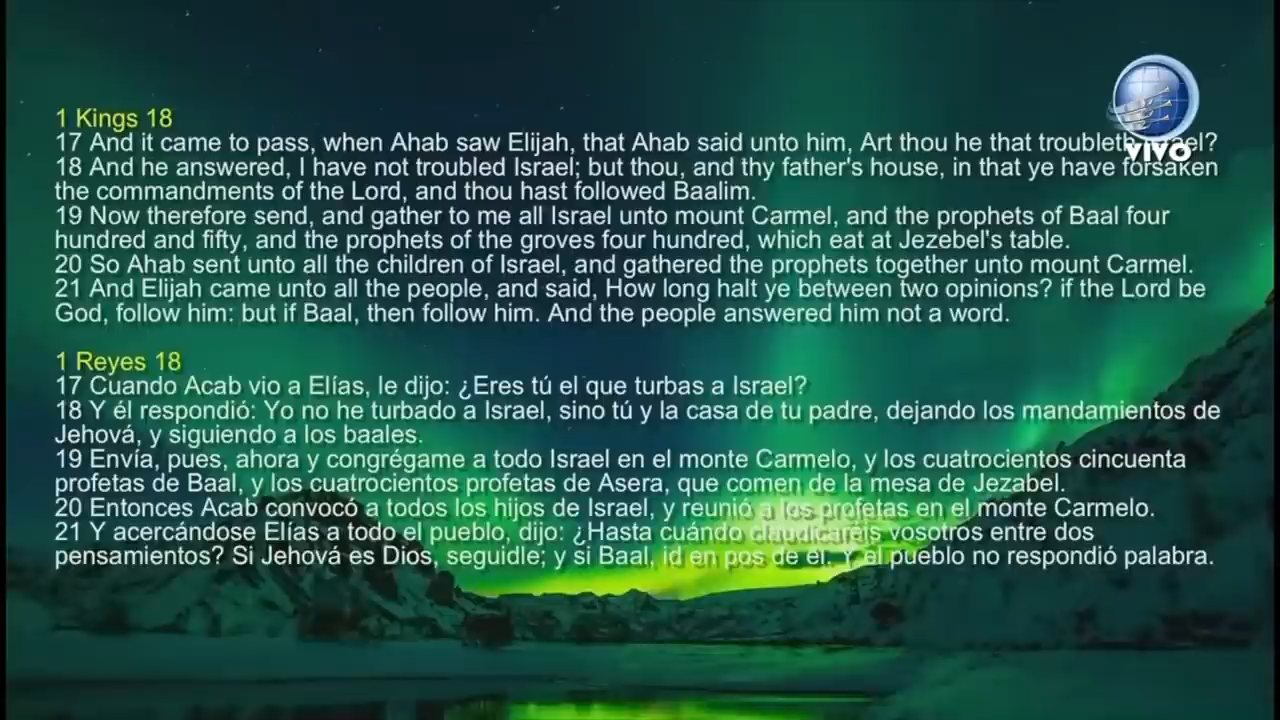 1 Kings 18
17 And it came to pass, when Ahab saw Elijah, that Ahab said unto him, Art thou he that troubleth Israel?
18 And he answered, I have not troubled Israel; but thou, and thy father's house, in that ye have forsaken
the commandments of the Lord, and thou hast followed Baalim.
19 Now therefore send, and gather to me all Israel unto mount Carmel, and the prophets of Baal four
hundred and fifty, and the prophets of the groves four hundred, which eat at Jezebel's table.
20 So Ahab sent unto all the children of Israel, and gathered the prophets together unto mount Carmel.
21 And Elijah came unto all the people, and said, How long halt ye between two opinions? if the Lord be
God, follow him: but if Baal, then follow him. And the people answered him not a word.
1 Reyes 18
17 Cuando Acab vio a Elías, le dijo: ¿Eres tú el que turbas a Israel?
18 Y él respondió: Yo no he turbado a Israel, sino tú y la casa de tu padre, dejando los mandamientos de
Jehová, y siguiendo a los baales.
19 Envía, pues, ahora y congrégame a todo Israel en el monte Carmelo, y los cuatrocientos cincuenta
profetas de Baal, y los cuatrocientos profetas de Asera, que comen de la mesa de Jezabel.
20 Entonces Acab convocó a todos los hijos de Israel, y reunió a los profetas en el monte Carmelo.
21 Y acercándose Elías a todo el pueblo, dijo: ¿Hasta cuándo claudicaréis vosotros entre dos
pensamientos? Si Jehová es Dios, seguidle; y si Baal, id en pos de él. Y el pueblo no respondió palabra.
VIVO